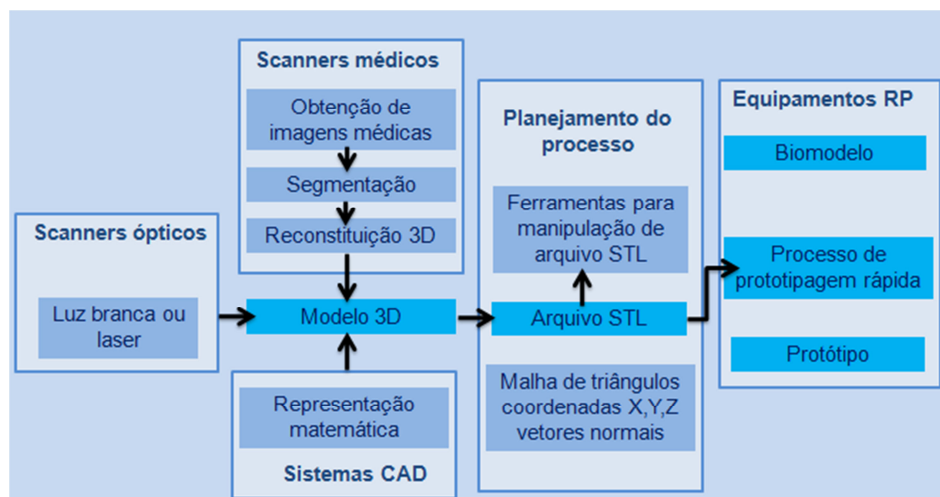 Scanners ópticos
Luz branca ou
laser
Scanners médicos
Obtenção de
imagens médicas
Segmentação
Reconstituição 3D
Modelo 3D
Representação
matemática
Sistemas CAD
Planejamento do
processo
Ferramentas para
manipulação de
arquivo STL
Arquivo STL
Malha de triângulos
coordenadas X,Y,Z
vetores normais
Equipamentos RP
Biomodelo
Processo de
prototipagem rápida
Protótipo